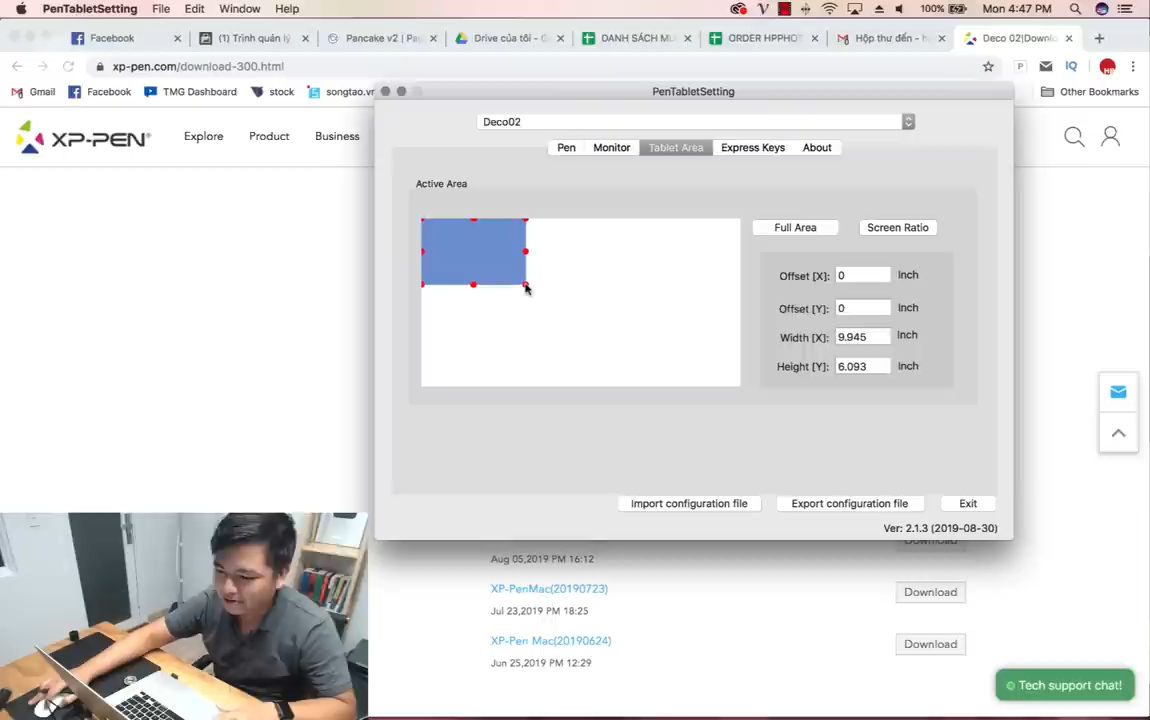 PenTabletSetting File Edit Window Help 100% Mon 4:47 PM
Facebook (1) Trình quản lý Pancake v2 | Pa Drive của tôi - G DANH SÁCH M ORDER HPPHOT Hộp thư đến - h Deco 02|Downlo
xp-pen.com/download-300.html P IQ
Gmail Facebook TMG Dashboard stock songtao.vn Other Bookmarks
XP-PEN Explore Product Business
PenTabletSetting
Deco02
Pen Monitor Tablet Area Express Keys About
Active Area
Full Area Screen Ratio
Offset [X]: 0 Inch
Offset [Y]: 0 Inch
Width [X]: 9.945 Inch
Height [Y]: 6.093 Inch
Import configuration file Export configuration file Exit
Ver: 2.1.3 (2019-08-30)
Download
Aug 05,2019 PM 16:12
XP-PenMac(20190723) Download
Jul 23,2019 PM 18:25
XP-Pen Mac(20190624) Download
Jun 25,2019 PM 12:29
Tech support chat!